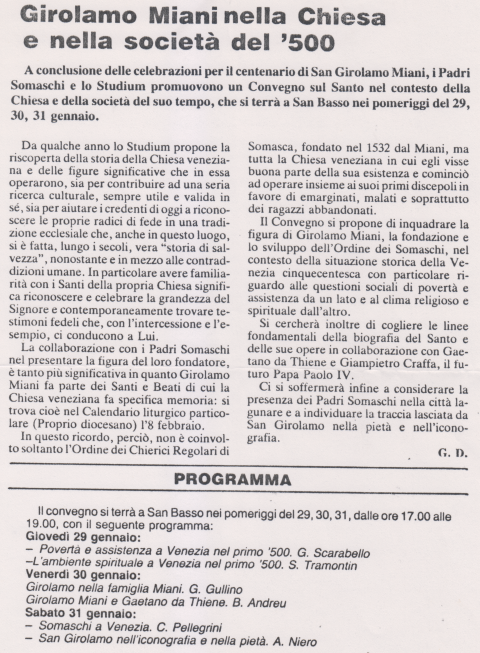 Girolamo Miani nella Chiesa
e nella società del '500
A conclusione delle celebrazioni per il centenario di San Girolamo Miani, i Padri
Somaschi e lo Studium promuovono un Convegno sul Santo nel contesto della
Chiesa e della società del suo tempo, che si terrà a San Basso nei pomeriggi del 29,
30, 31 gennaio.
Da qualche anno lo Studium propone la
riscoperta della storia della Chiesa venezia-
na e delle figure significative che in essa
operarono, sia per contribuire ad una seria
ricerca culturale, sempre utile e valida in
sé, sia per aiutare i credenti di oggi a ricono-
scere le proprie radici di fede in una tradi-
zione ecclesiale che, anche in questo luogo,
si è fatta, lungo i secoli, vera "storia di sal-
vezza", nonostante e in mezzo alle contrad-
dizioni umane. In particolare avere familia-
rità con i Santi della propria Chiesa signifi-
ca riconoscere e celebrare la grandezza del
Signore e contemporaneamente trovare te-
stimoni fedeli che, con l'intercessione e l'e-
sempio, ci conducono a Lui.
La collaborazione con i Padri Somaschi
nel presentare la figura del loro fondatore,
è tanto più significativa in quanto Girolamo
Miani fa parte dei Santi e Beati di cui la
Chiesa veneziana fa specifica memoria: si
trova cioè nel Calendario liturgico partico-
lare (Proprio diocesano) l'8 febbraio.
In questo ricordo, perciò, non è coinvol-
to soltanto l'Ordine dei Chierici Regolari di
Somasca, fondato nel 1532 dal Miani, ma
tutta la Chiesa veneziana in cui egli visse
buona parte della sua esistenza e cominciò
ad operare insieme ai suoi primi discepoli in
favore di emarginati, malati e soprattutto
dei ragazzi abbandonati.
Il Convegno si propone di inquadrare la
figura di Girolamo Miani, la fondazione e
lo sviluppo dell'Ordine dei Somaschi, nel
contesto della situazione storica della Ve-
nezia cinquecentesca con particolare ri-
guardo alle questioni sociali di povertà e
assistenza da un lato e al clima religioso e
spirituale dall'altro.
Si cercherà inoltre di cogliere le linee
fondamentali della biografia del Santo e
delle sue opere in collaborazione con Gae-
tano da Thiene e Giampietro Craffa, il fu-
turo Papa Paolo IV.
Ci si soffermerà infine a considerare la
presenza dei Padri Somaschi nella città la-
gunare e a individuare la traccia lasciata da
San Girolamo nella pietà e nell'icono-
grafia.
G. D.
PROGRAMMA
Il convegno si terrà a San Basso nei pomeriggi del 29, 30, 31, dalle ore 17.00 alle
19.00, con il seguente programma:
Giovedì 29 gennaio:
– Povertà e assistenza a Venezia nel primo '500. G. Scarabello
–L'ambiente spirituale a Venezia nel primo '500. S. Tramontin
Venerdì 30 gennaio:
Girolamo nella famiglia Miani. G. Gullino
Girolamo Miani e Gaetano da Thiene. B. Andreu
Sabato 31 gennaio:
– Somaschi a Venezia. C. Pellegrini
– San Girolamo nell'iconografia e nella pietà. A. Niero